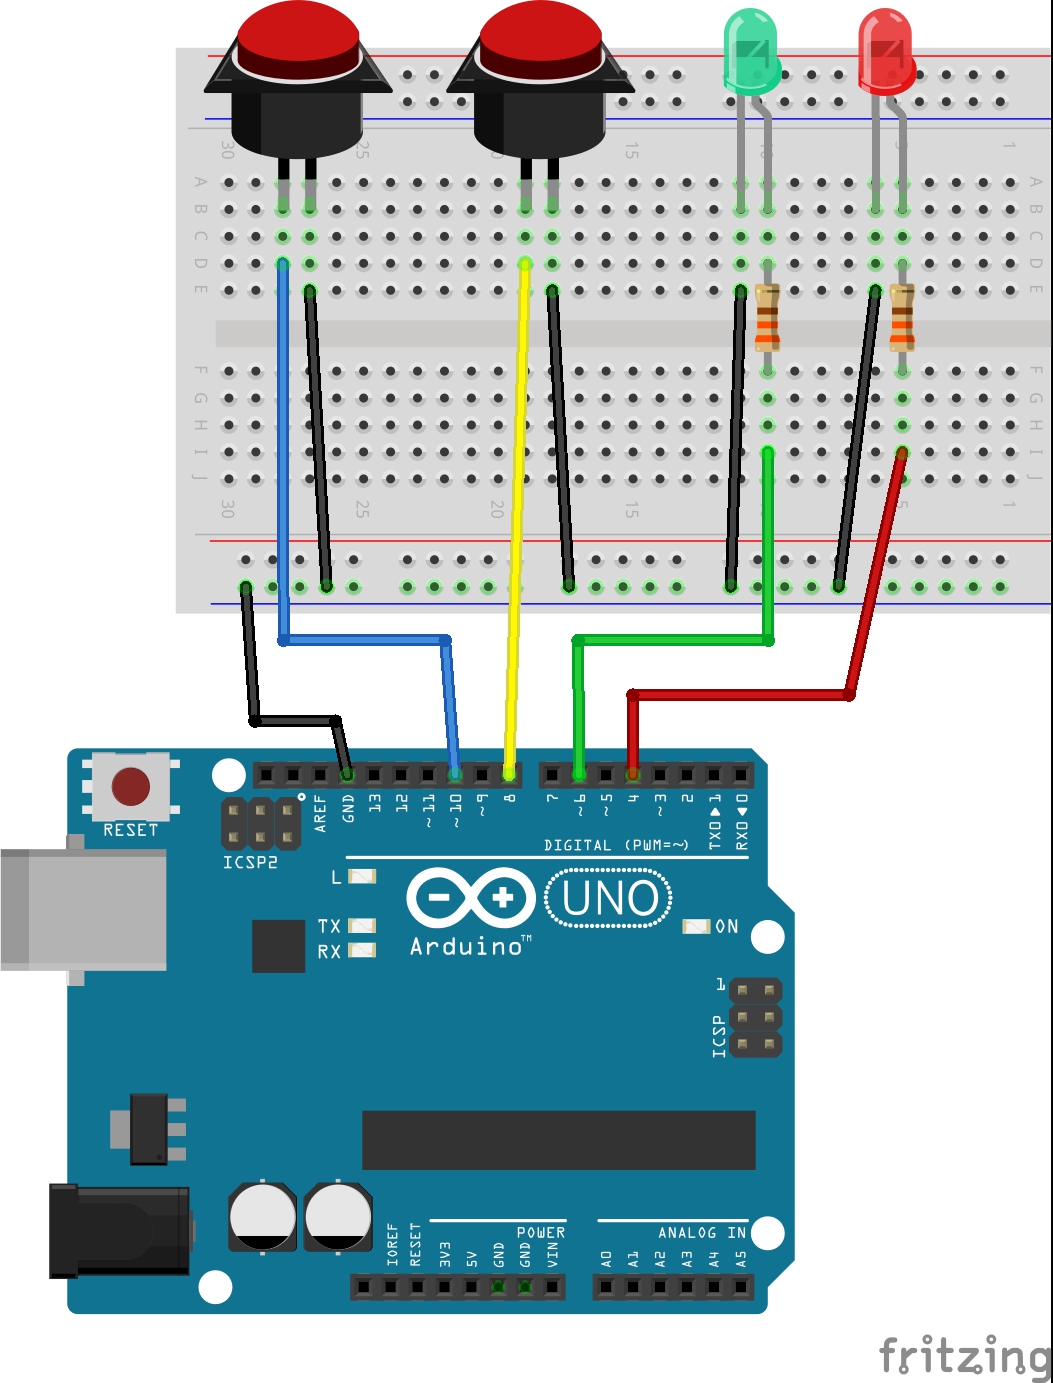 30 25 20 15 10 5 1
A A
B B
C C
D D
E E
F F
G G
H H
I I
J J
30 25 20 15 5 1
RESET
ICSP2
AREF
GND
13
12
~11
~10
~9
8
7
~6
~5
4
~3
2
TX0▶1
RX0◀0
DIGITAL (PWM=~)
L
TX
RX
UNO
Arduino™
ON
1
ICSP
IOREF
RESET
3V3
5V
GND
GND
VIN
POWER
ANALOG IN
A0
A1
A2
A3
A4
A5
fritzing